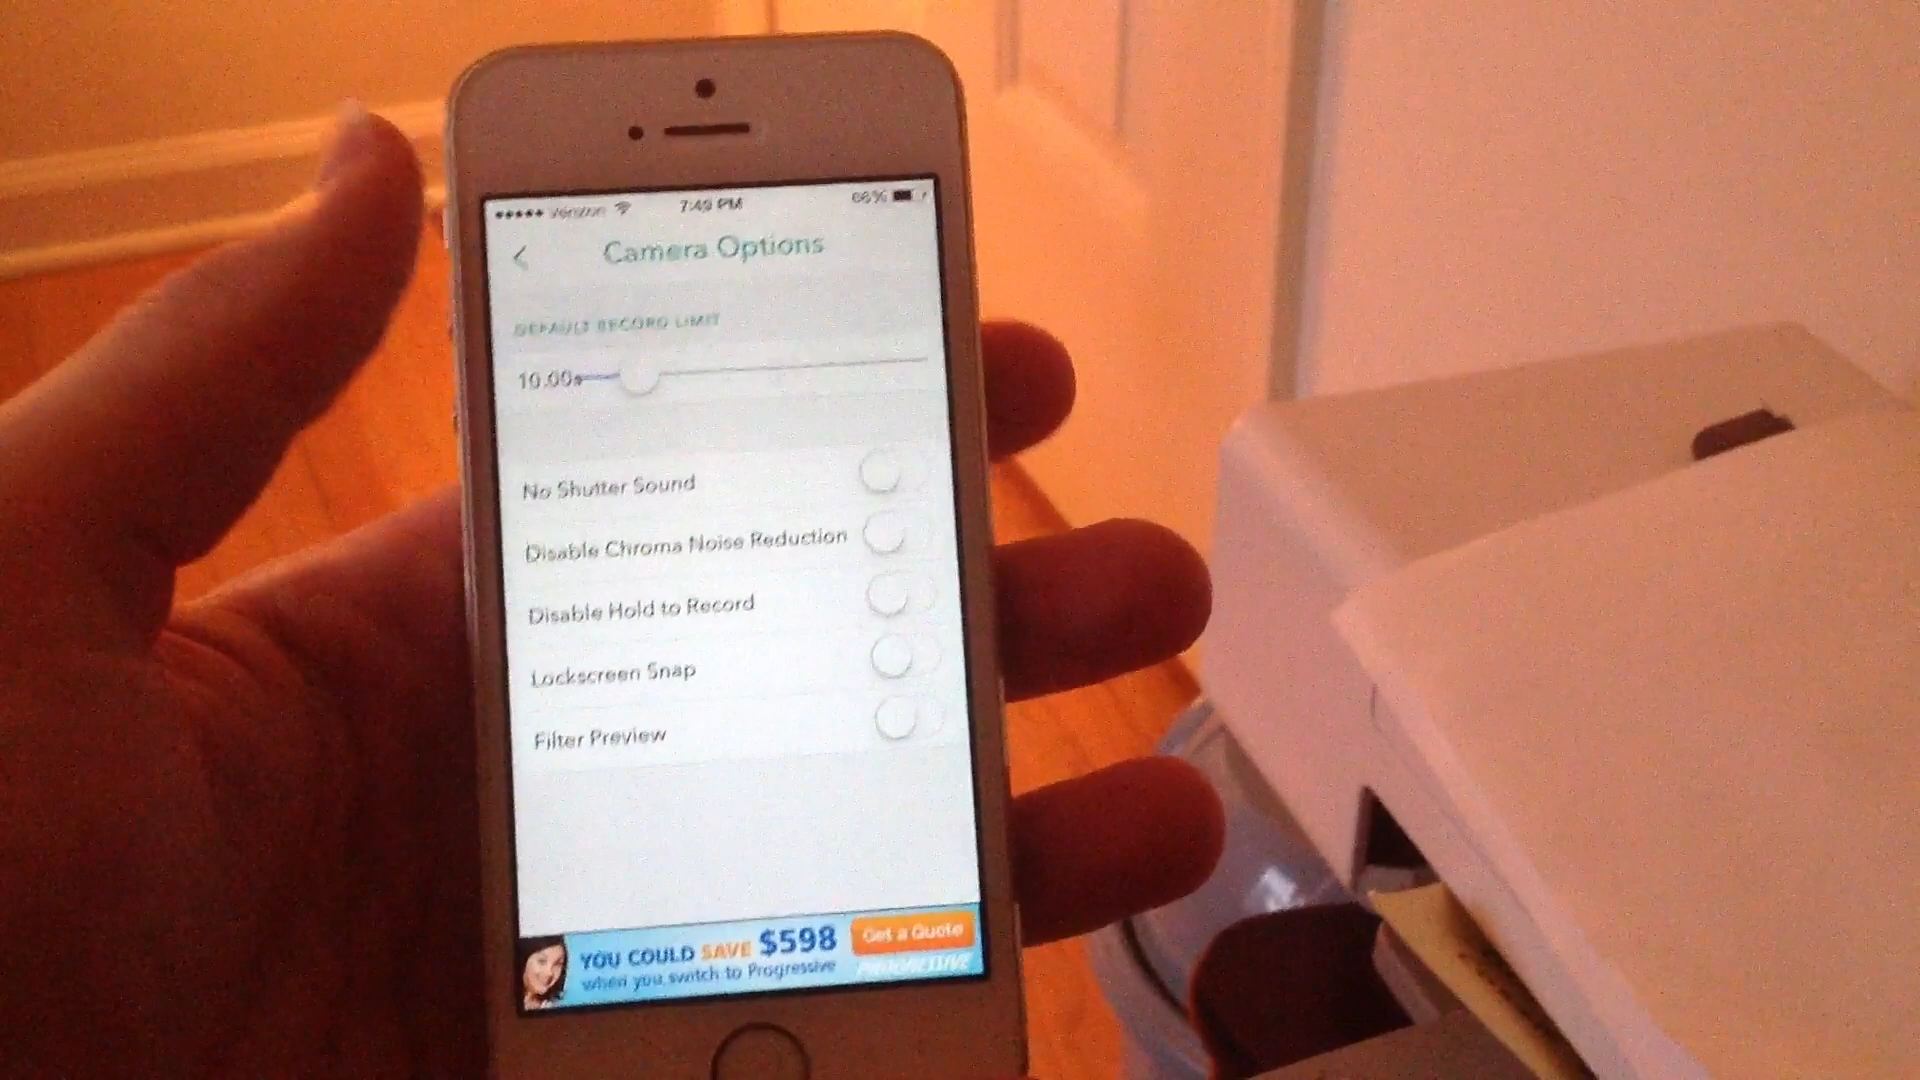 Verizon 7:49 PM 66%
Camera Options
DEFAULT RECORD LIMIT
10.00s
No Shutter Sound
Disable Chroma Noise Reduction
Disable Hold to Record
Lockscreen Snap
Filter Preview
YOU COULD SAVE $598
when you switch to Progressive
Get a Quote
PROGRESSIVE